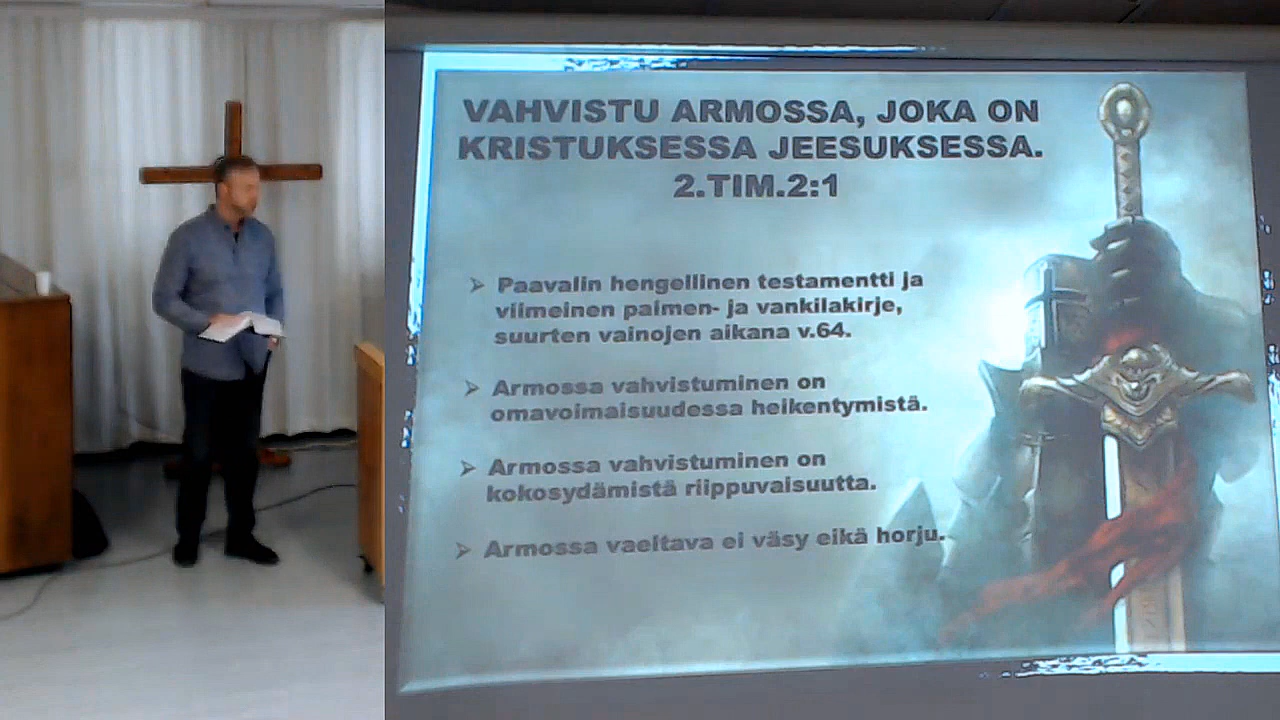 VAHVISTU ARMOSSA, JOKA ON
KRISTUKSESSA JEESUKSESSA.
2.TIM.2:1
➢ Paavalin hengellinen testamentti ja
viimeinen paimen- ja vankilakirje,
suurten vainojen aikana v.64.
➢ Armossa vahvistuminen on
omavoimaisuudessa heikentymistä.
➢ Armossa vahvistuminen on
kokosydämistä riippuvaisuutta.
➢ Armossa vaeltava ei väsy eikä horju.